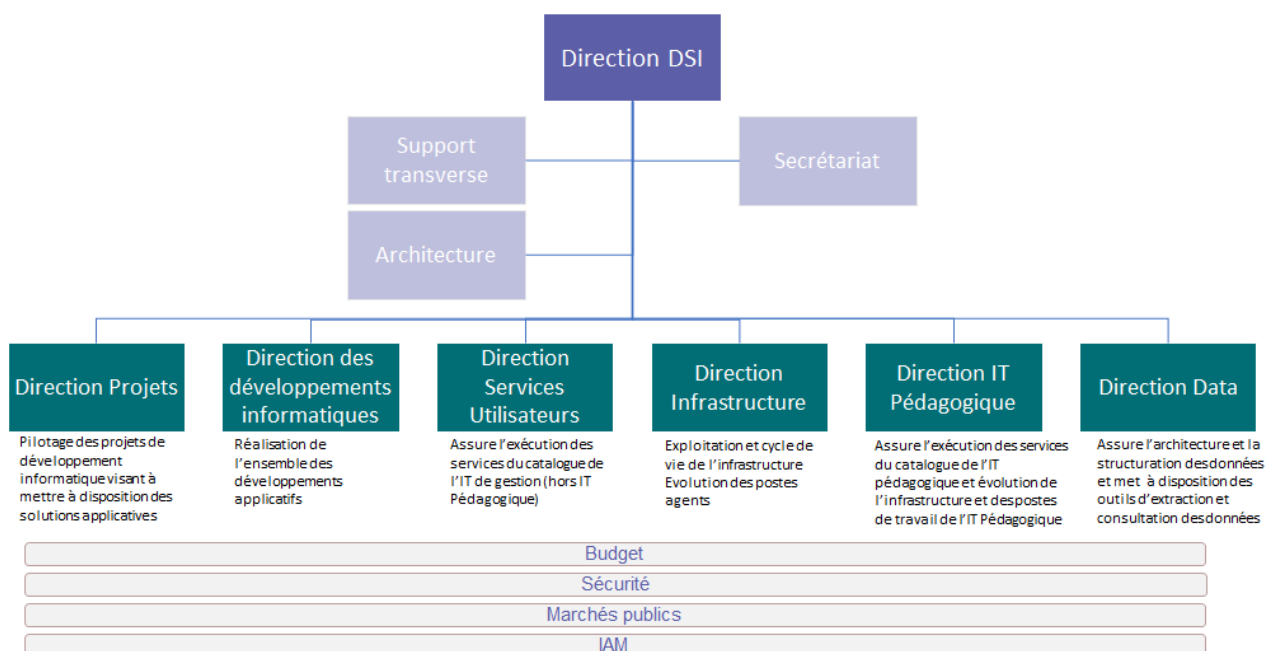 Direction DSI
Support
transverse
Secrétariat
Architecture
Direction Projets
Direction des
développements
informatiques
Direction
Services
Utilisateurs
Direction
Infrastructure
Direction IT
Pédagogique
Direction Data
Pilotage des projets de
développement
informatique visant à
mettre à disposition des
solutions applicatives
Réalisation de
l'ensemble des
développements
applicatifs
Assure l'exécution des
services du catalogue de
l'IT de gestion (hors IT
Pédagogique)
Exploitation et cycle de
vie de l'infrastructure
Evolution des postes
agents
Assure l'exécution des services
du catalogue de l'IT
pédagogique et évolution de
l'infrastructure et des postes
de travail de l'IT Pédagogique
Assure l'architecture et la
structuration des données
et met à disposition des
outils d'extraction et
consultation des données
Budget
Sécurité
Marchés publics
IAM